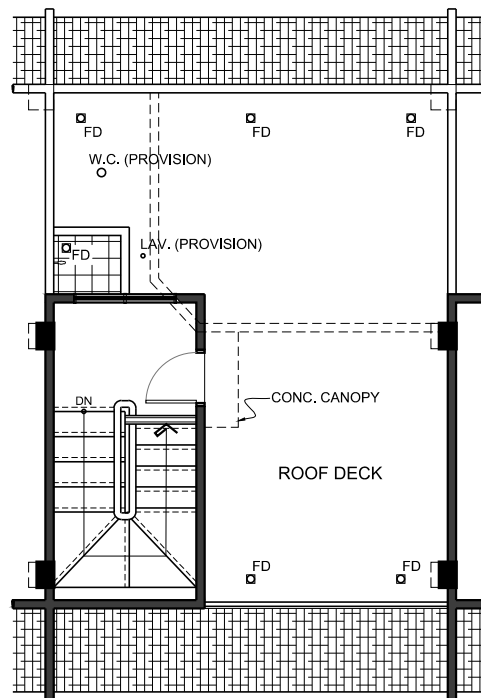 FD
FD
FD
W.C. (PROVISION)
LAV. (PROVISION)
FD
DN
CONC. CANOPY
ROOF DECK
FD
FD